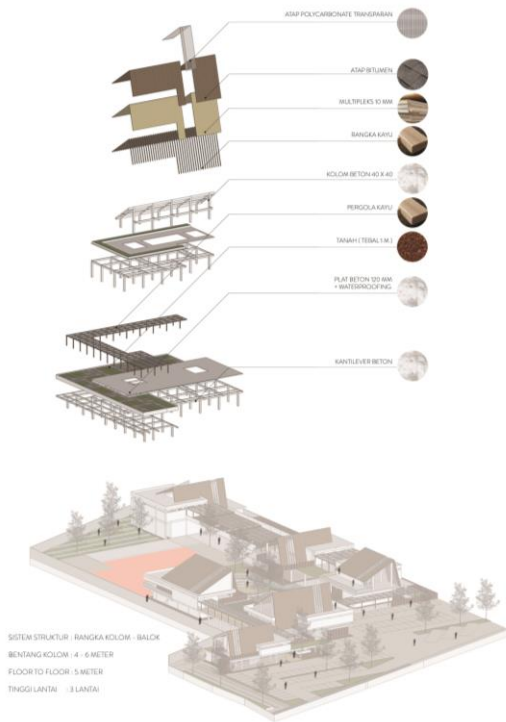 ATAP POLYCARBONATE TRANSPARAN
ATAP BITUMEN
MULTIPLEKS 10 MM
RANGKA KAYU
KOLOM BETON 40 X 40
PERGOLA KAYU
TANAH ( TEBAL 1 M )
PLAT BETON 120 MM
+ WATERPROOFING
KANTILEVER BETON
SISTEM STRUKTUR : RANGKA KOLOM - BALOK
BENTANG KOLOM : 4 - 6 METER
FLOOR TO FLOOR : 5 METER
TINGGI LANTAI : 3 LANTAI